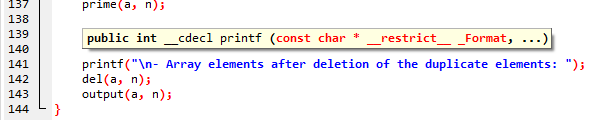 137 prime(a, n);
138
139 public int __cdecl printf (const char * __restrict__ _Format, ...)
140
141 printf("\n- Array elements after deletion of the duplicate elements: ");
142 del(a, n);
143 output(a, n);
144 }